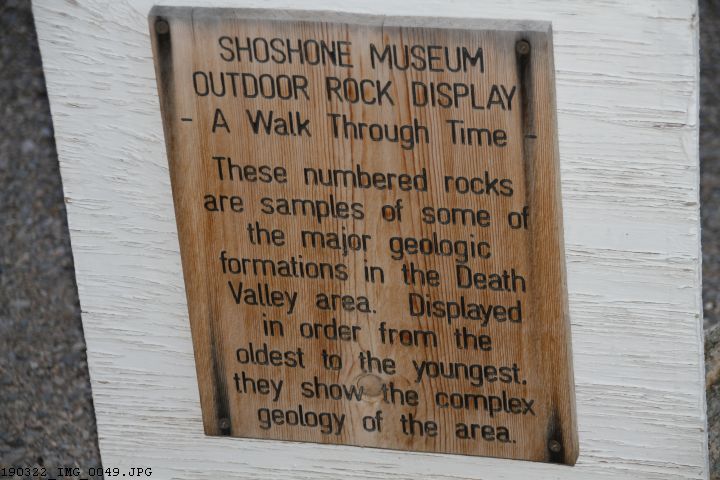 SHOSHONE MUSEUM
OUTDOOR ROCK DISPLAY
- A Walk Through Time -
These numbered rocks
are samples of some of
the major geologic
formations in the Death
Valley area. Displayed
in order from the
oldest to the youngest.
they show the complex
geology of the area.
190322 IMG_0049.JPG